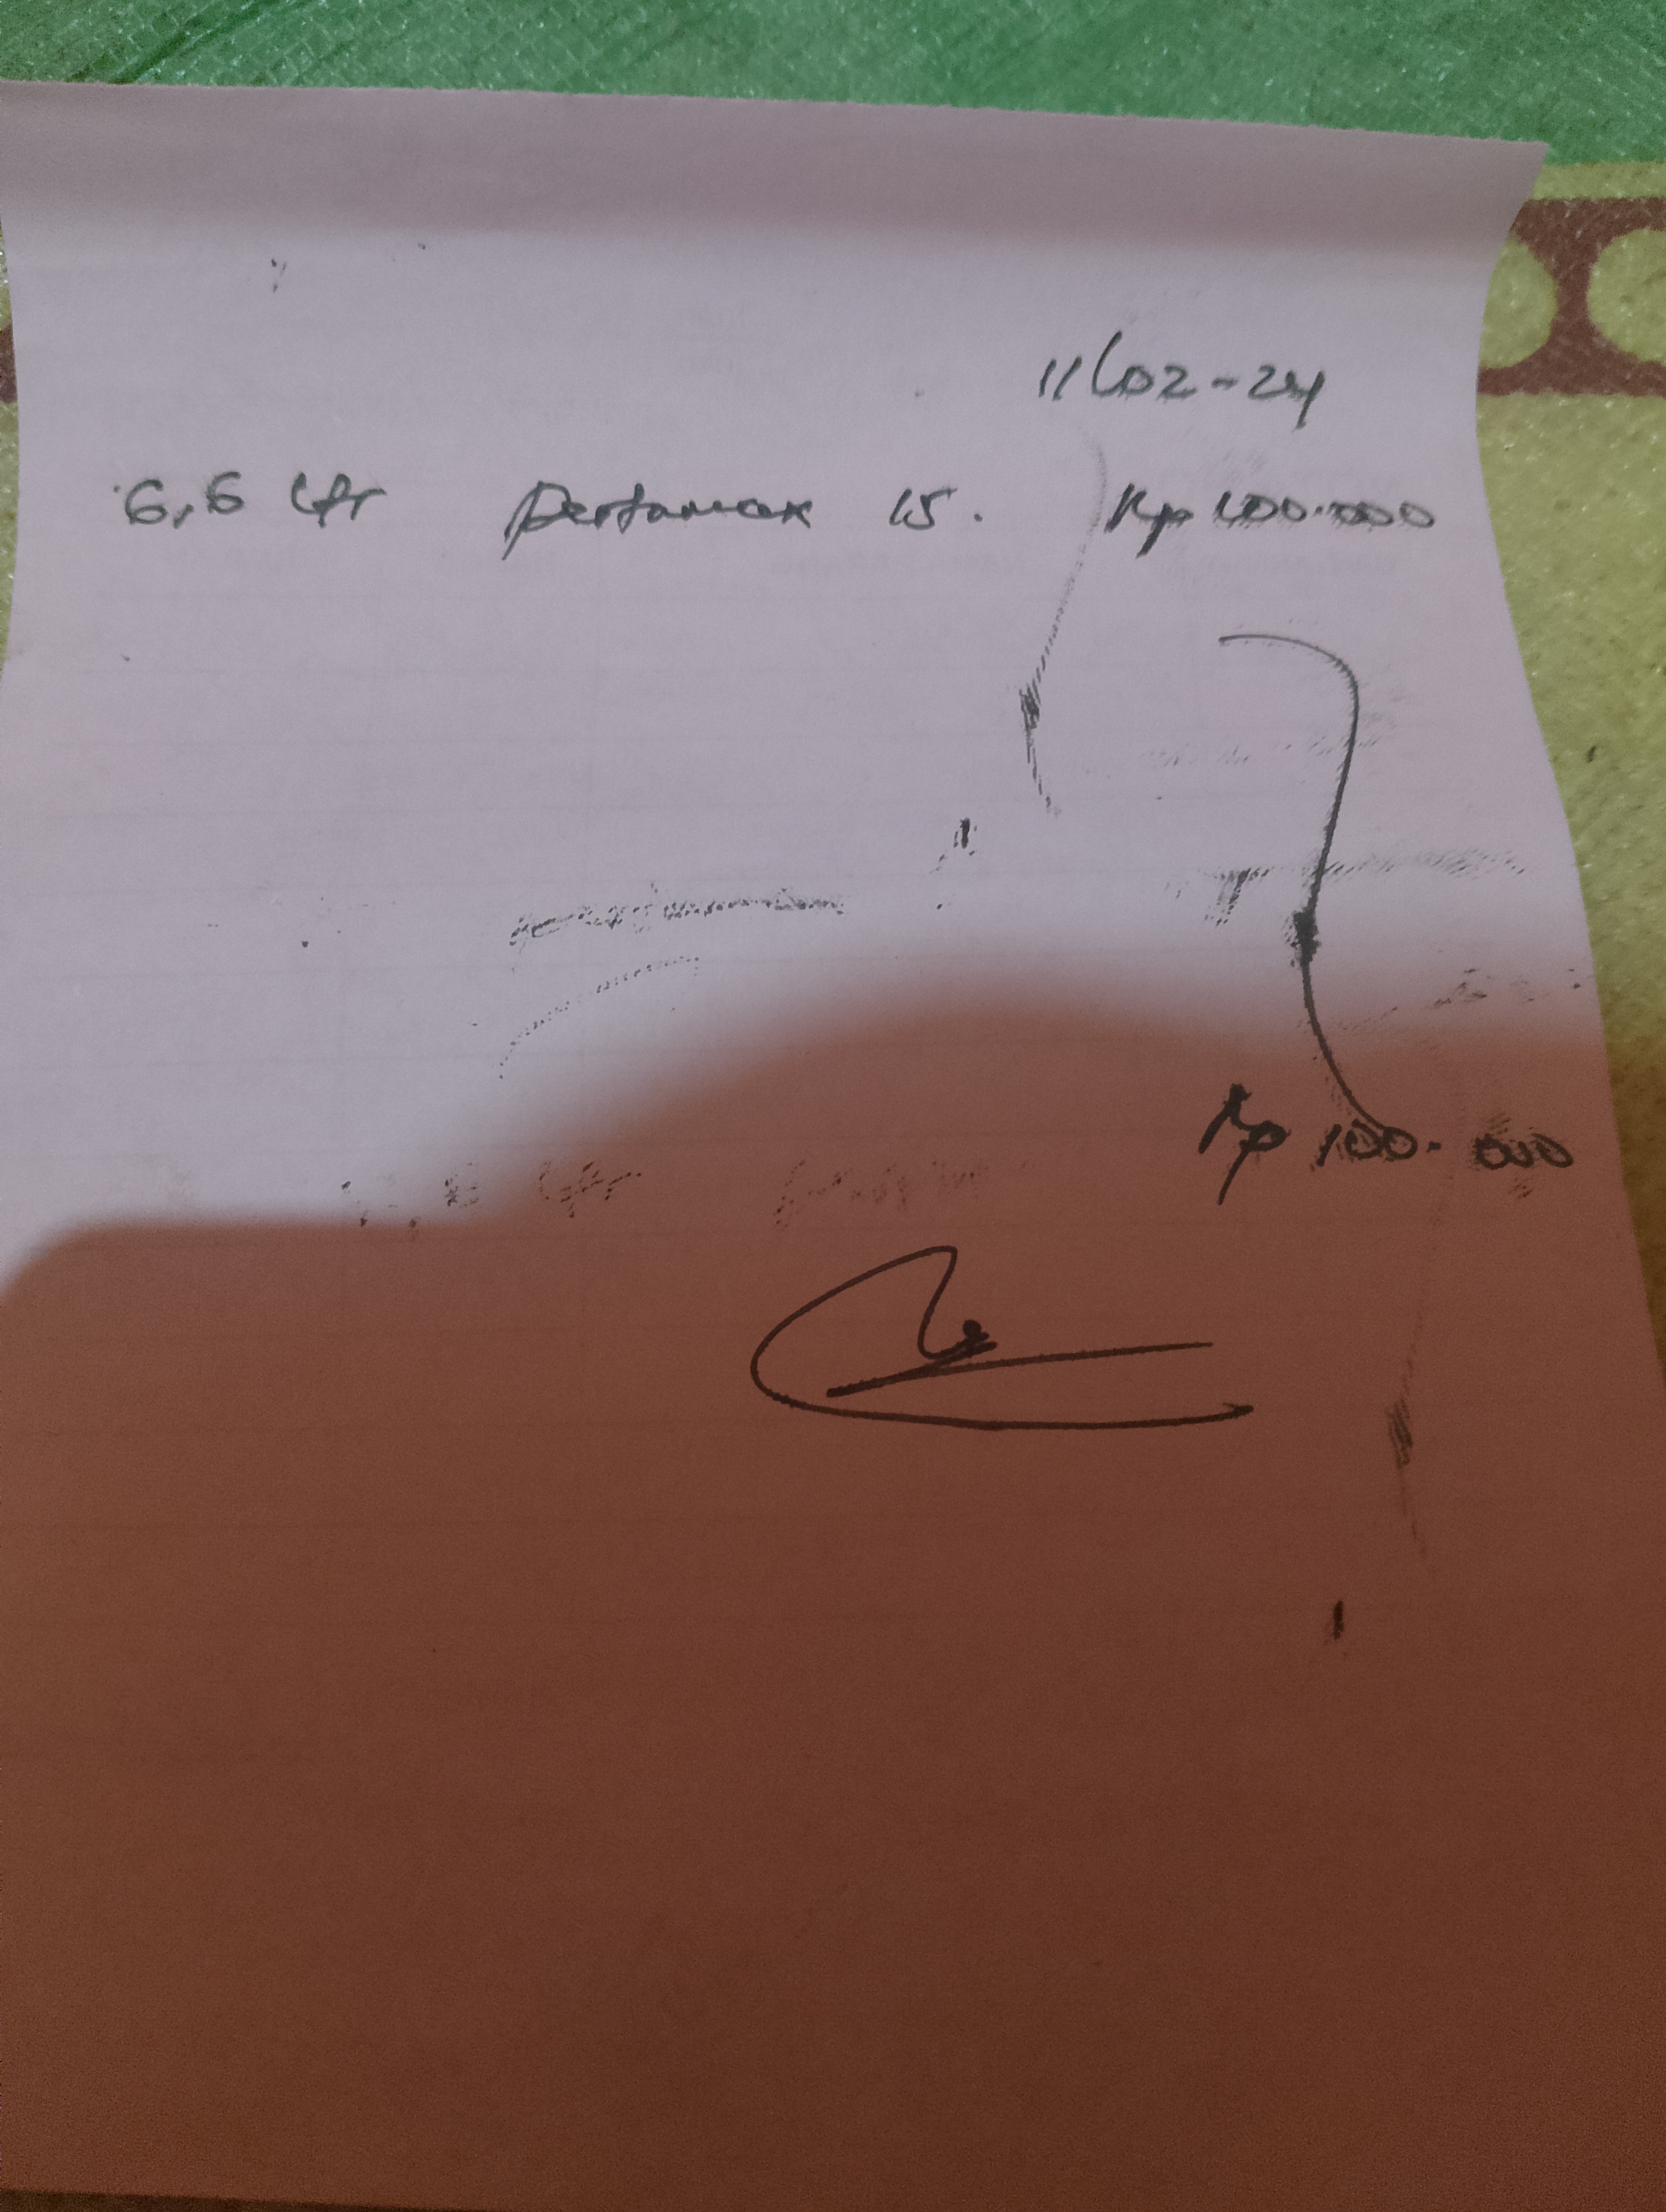 11/02-24
6,6 Ltr Pertamax 15. Rp 100.000
Rp 100.000